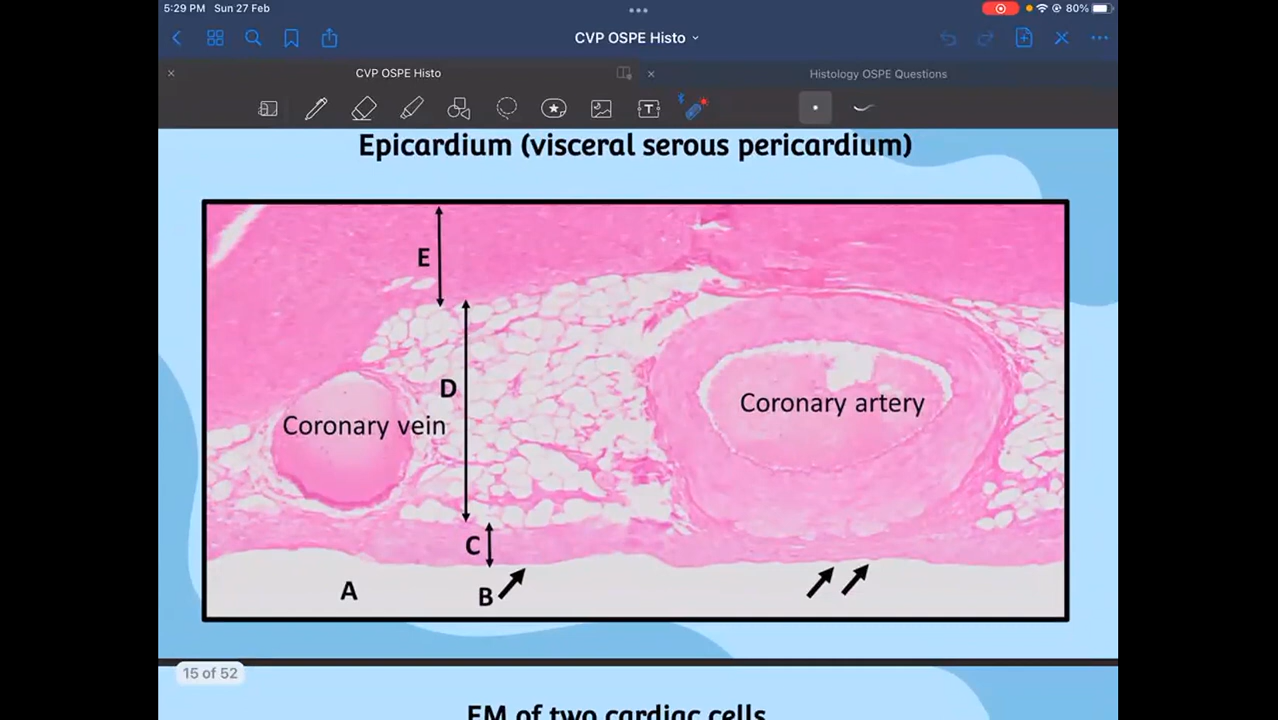 5:29 PM Sun 27 Feb
80%
CVP OSPE Histo
CVP OSPE Histo
Histology OSPE Questions
T
Epicardium (visceral serous pericardium)
E
D
Coronary vein
Coronary artery
C
B
A
15 of 52
EM of two cardiac cells